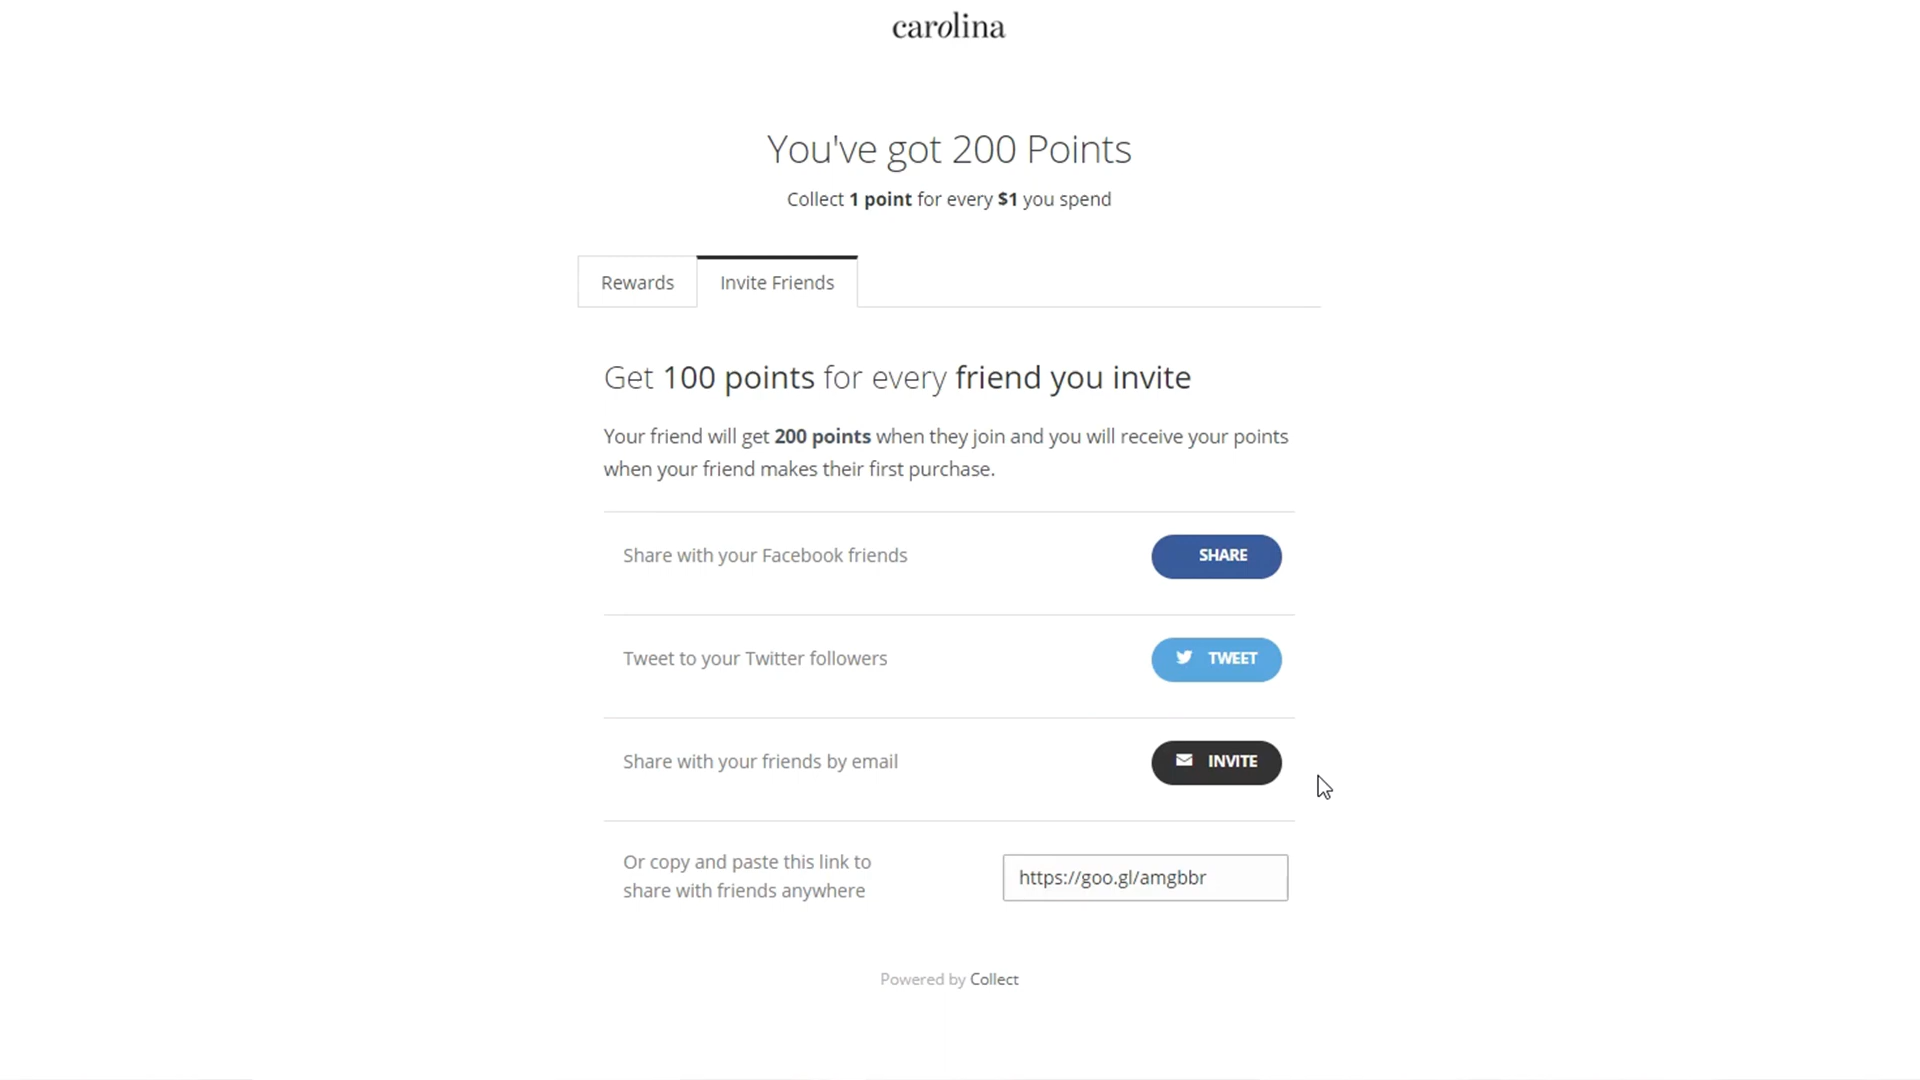 carolina
You've got 200 Points
Collect 1 point for every $1 you spend
Rewards
Invite Friends
Get 100 points for every friend you invite
Your friend will get 200 points when they join and you will receive your points
when your friend makes their first purchase.
Share with your Facebook friends
SHARE
Tweet to your Twitter followers
TWEET
Share with your friends by email
INVITE
Or copy and paste this link to
share with friends anywhere
https://goo.gl/amgbbr
Powered by Collect